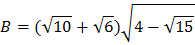 B = (√10 + √6)√(4 − √15)